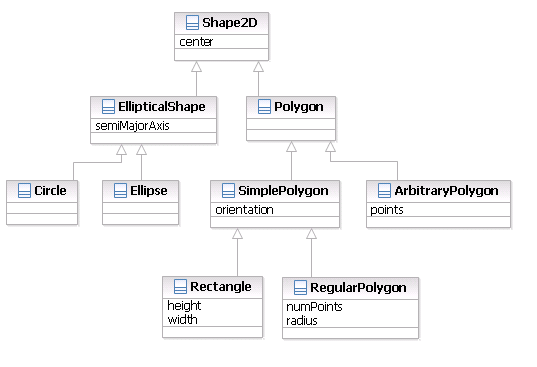 Shape2D
center
EllipticalShape
semiMajorAxis
Polygon
Circle
Ellipse
SimplePolygon
orientation
ArbitraryPolygon
points
Rectangle
height
width
RegularPolygon
numPoints
radius